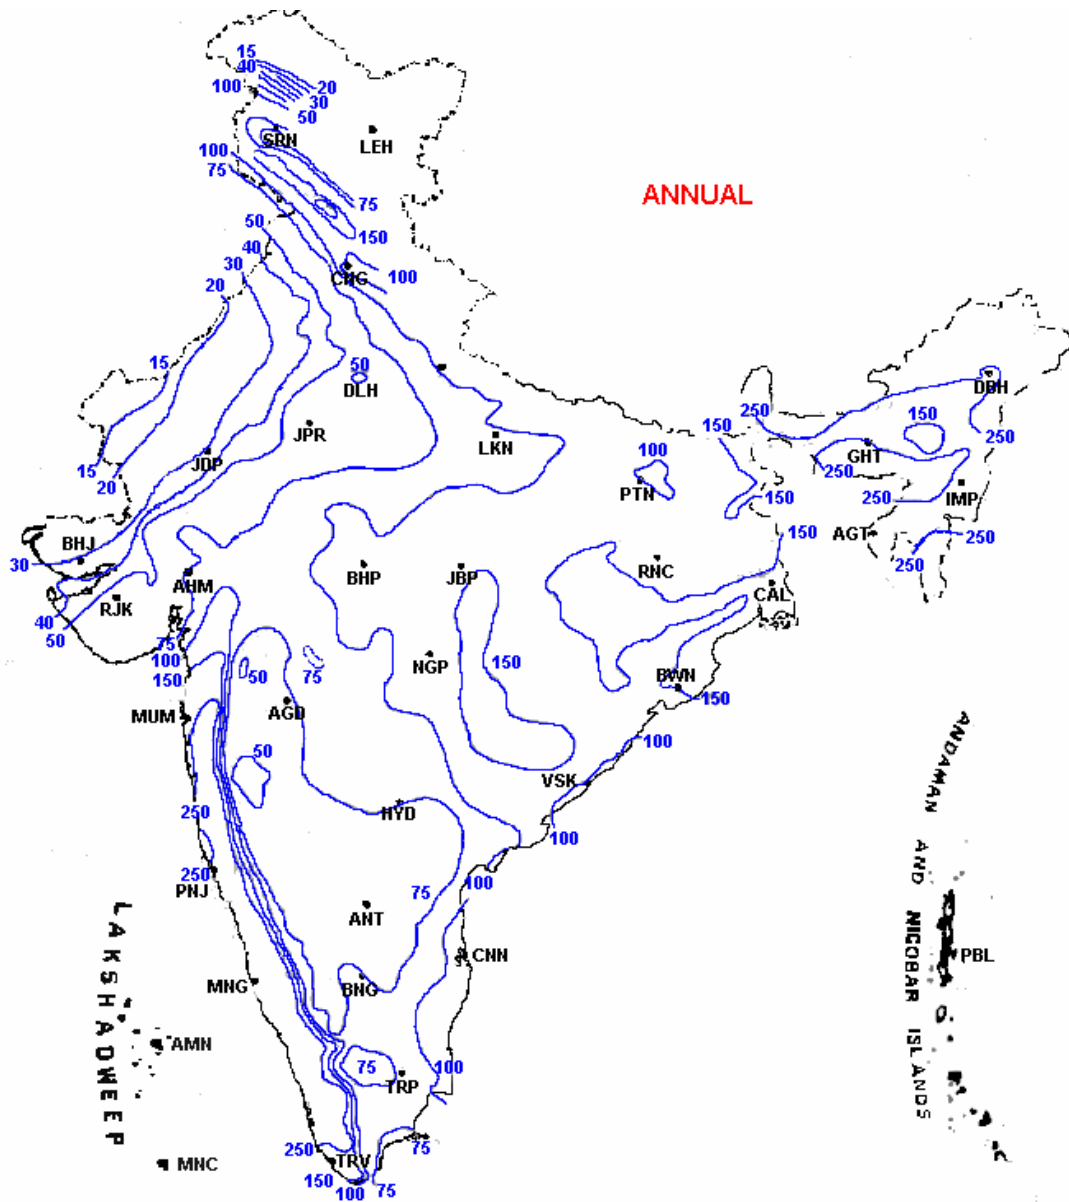 15
40
100
20
30
50
SRN
LEH
100
75
ANNUAL
75
50
150
40
30
CHG
100
20
15
50
DLH
DBH
250
150
150
JPR
250
LKN
100
GHT
JDP
250
15
20
PTN
150
250
IMP
150
AGT
250
BHJ
30
BHP
JBP
RNC
250
AHM
CAL
RJK
40
50
75
100
150
50
75
NGP
150
BWN
150
MUM
AGD
50
100
VSK
250
HYD
100
250
PNJ
75
100
ANT
CNN
PBL
MNG
BNG
AMN
75
100
TRP
250
TRV
75
MNC
150
100
75
LAKSHADWEEP
ANDAMAN AND NICOBAR ISLANDS